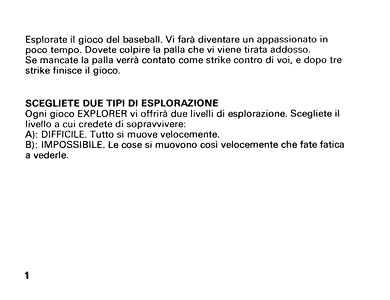 Esplorate il gioco del baseball. Vi farà diventare un appassionato in
poco tempo. Dovete colpire la palla che vi viene tirata addosso.
Se mancate la palla verrà contato come strike contro di voi, e dopo tre
strike finisce il gioco.
SCEGLIETE DUE TIPI DI ESPLORAZIONE
Ogni gioco EXPLORER vi offrirà due livelli di esplorazione. Scegliete il
livello a cui credete di sopravvivere:
A): DIFFICILE. Tutto si muove velocemente.
B): IMPOSSIBILE. Le cose si muovono così velocemente che fate fatica
a vederle.
1